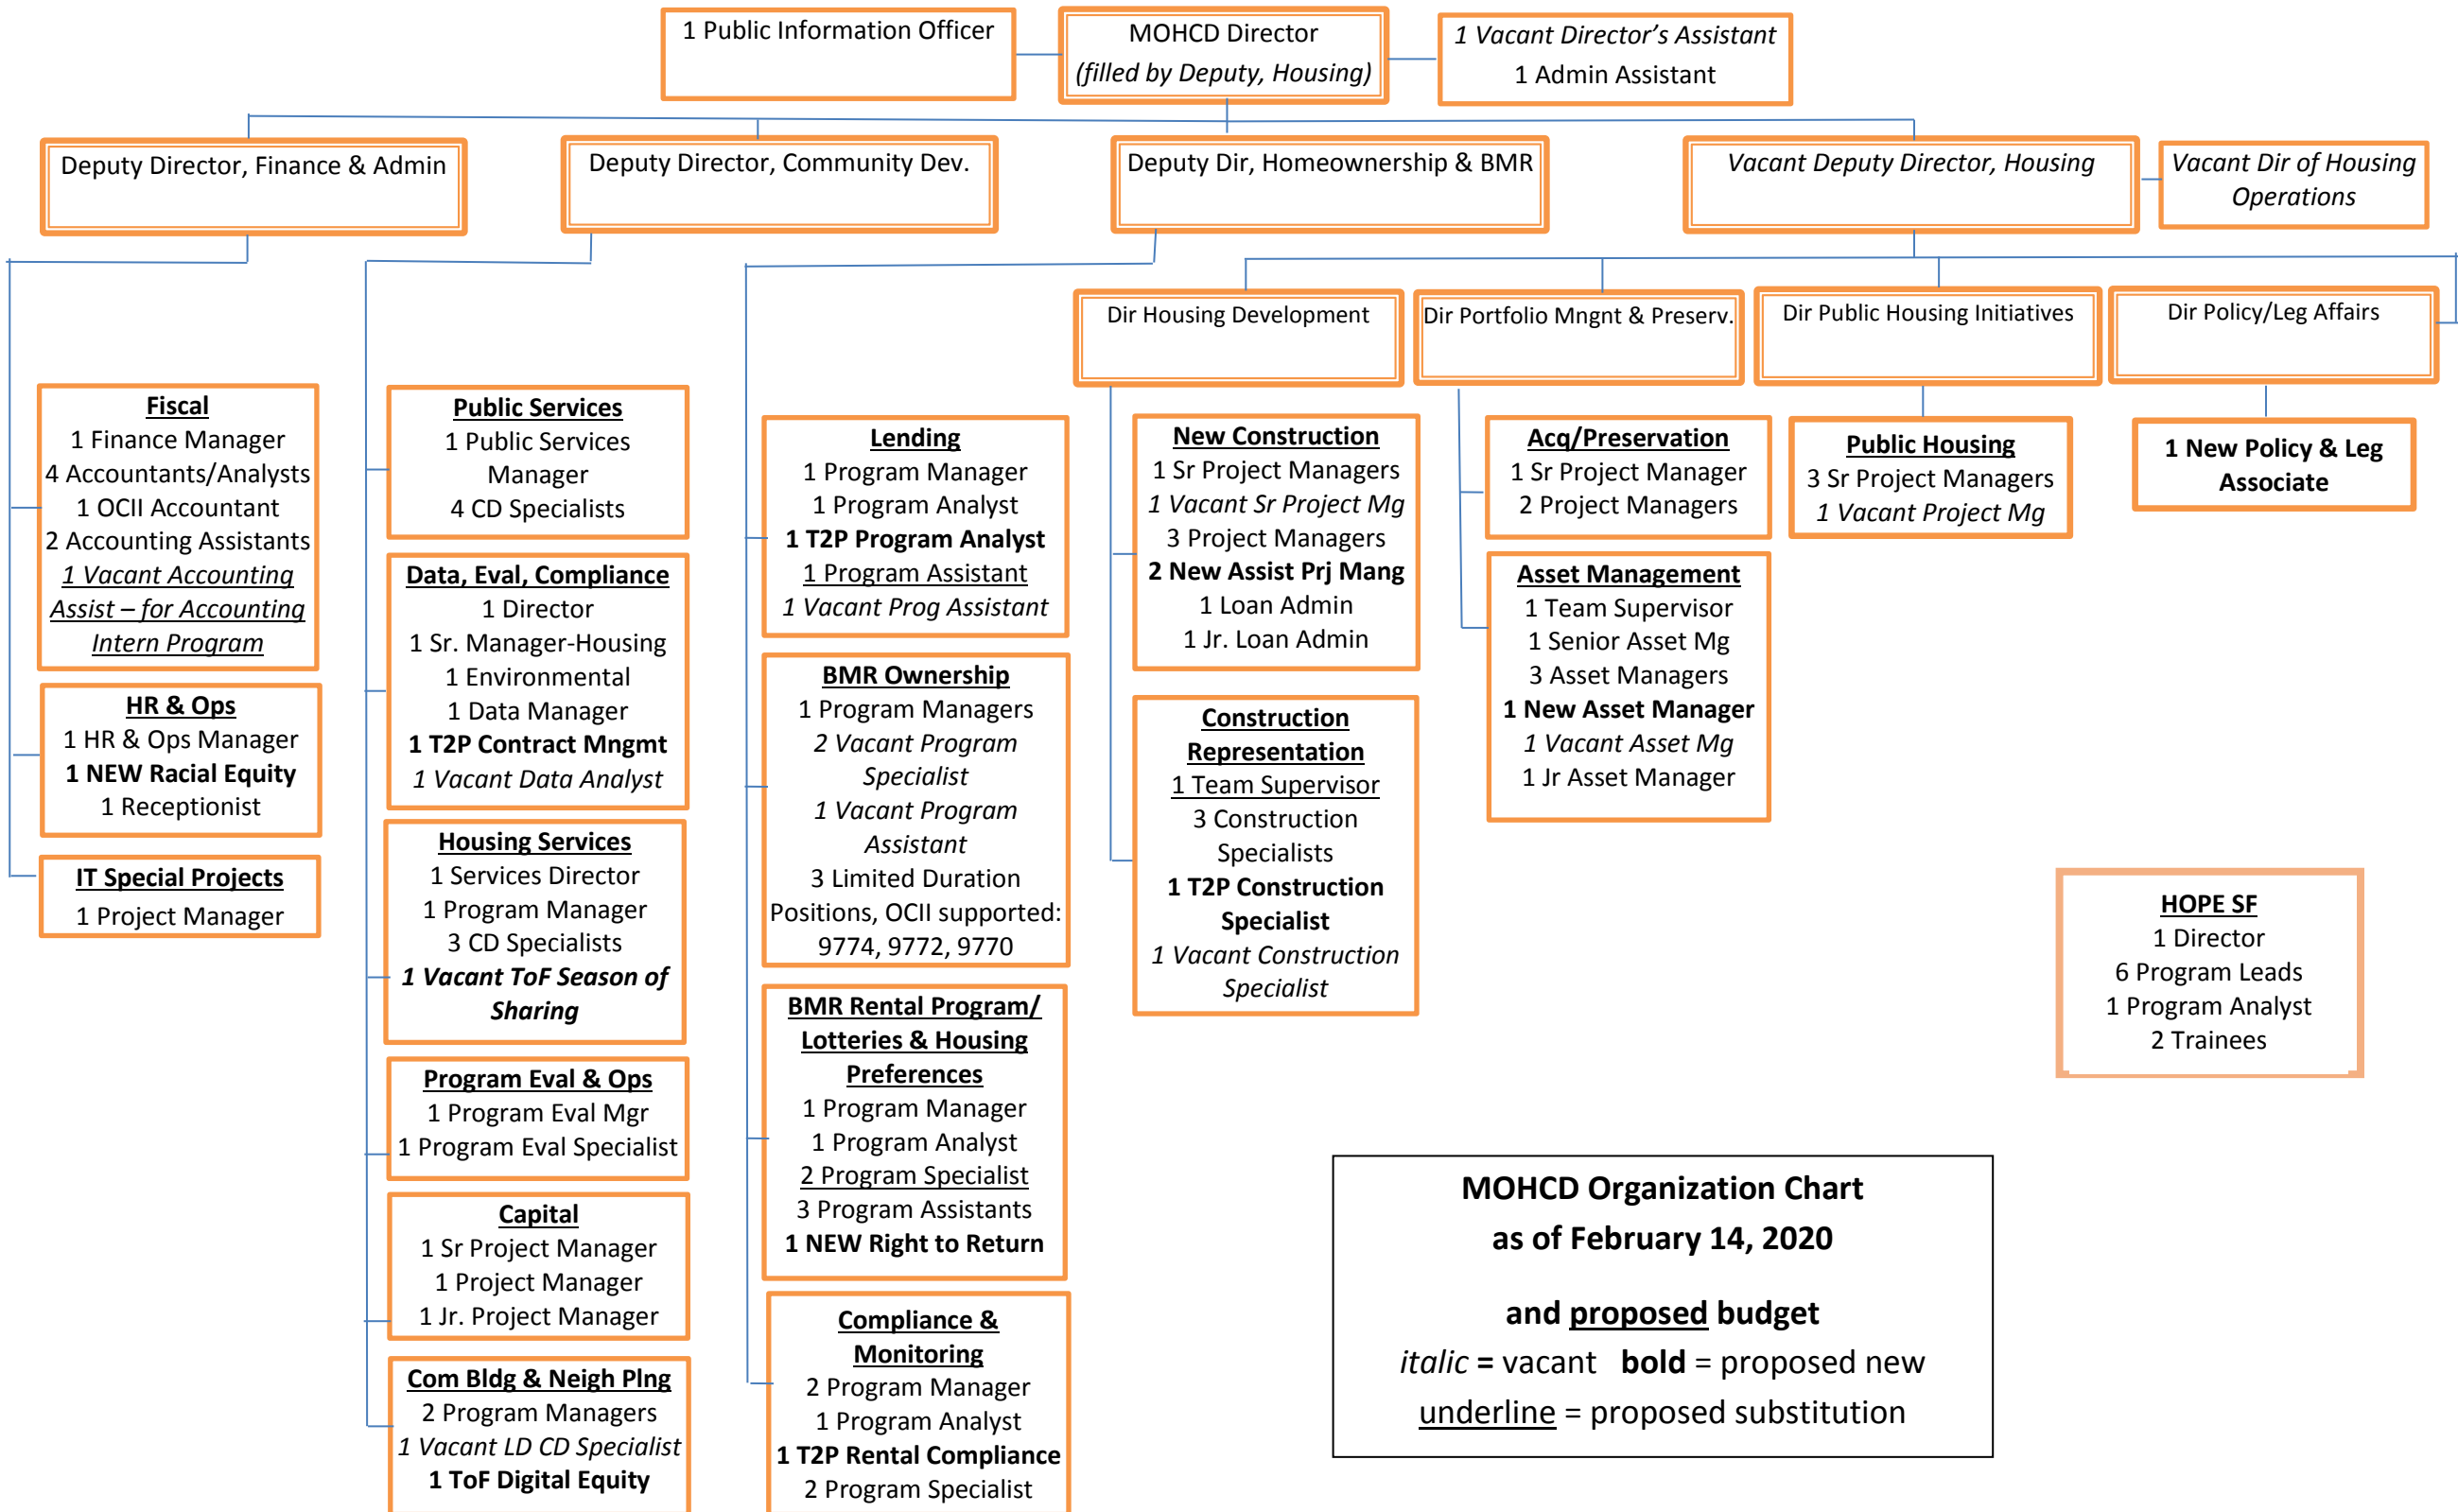 1 Public Information Officer
MOHCD Director
(filled by Deputy, Housing)
1 Vacant Director's Assistant
1 Admin Assistant
Deputy Director, Finance & Admin
Deputy Director, Community Dev.
Deputy Dir, Homeownership & BMR
Vacant Deputy Director, Housing
Vacant Dir of Housing
Operations
Dir Housing Development
Dir Portfolio Mngnt & Preserv.
Dir Public Housing Initiatives
Dir Policy/Leg Affairs
Fiscal
1 Finance Manager
4 Accountants/Analysts
1 OCII Accountant
2 Accounting Assistants
1 Vacant Accounting
Assist – for Accounting
Intern Program
HR & Ops
1 HR & Ops Manager
1 NEW Racial Equity
1 Receptionist
IT Special Projects
1 Project Manager
Public Services
1 Public Services
Manager
4 CD Specialists
Data, Eval, Compliance
1 Director
1 Sr. Manager-Housing
1 Environmental
1 Data Manager
1 T2P Contract Mngmt
1 Vacant Data Analyst
Housing Services
1 Services Director
1 Program Manager
3 CD Specialists
1 Vacant ToF Season of
Sharing
Program Eval & Ops
1 Program Eval Mgr
1 Program Eval Specialist
Capital
1 Sr Project Manager
1 Project Manager
1 Jr. Project Manager
Com Bldg & Neigh Plng
2 Program Managers
1 Vacant LD CD Specialist
1 ToF Digital Equity
Lending
1 Program Manager
1 Program Analyst
1 T2P Program Analyst
1 Program Assistant
1 Vacant Prog Assistant
BMR Ownership
1 Program Managers
2 Vacant Program
Specialist
1 Vacant Program
Assistant
3 Limited Duration
Positions, OCII supported:
9774, 9772, 9770
BMR Rental Program/
Lotteries & Housing
Preferences
1 Program Manager
1 Program Analyst
2 Program Specialist
3 Program Assistants
1 NEW Right to Return
Compliance &
Monitoring
2 Program Manager
1 Program Analyst
1 T2P Rental Compliance
2 Program Specialist
New Construction
1 Sr Project Managers
1 Vacant Sr Project Mg
3 Project Managers
2 New Assist Prj Mang
1 Loan Admin
1 Jr. Loan Admin
Construction
Representation
1 Team Supervisor
3 Construction
Specialists
1 T2P Construction
Specialist
1 Vacant Construction
Specialist
Acq/Preservation
1 Sr Project Manager
2 Project Managers
Asset Management
1 Team Supervisor
1 Senior Asset Mg
3 Asset Managers
1 New Asset Manager
1 Vacant Asset Mg
1 Jr Asset Manager
Public Housing
3 Sr Project Managers
1 Vacant Project Mg
1 New Policy & Leg
Associate
HOPE SF
1 Director
6 Program Leads
1 Program Analyst
2 Trainees
MOHCD Organization Chart
as of February 14, 2020
and proposed budget
italic = vacant bold = proposed new
underline = proposed substitution